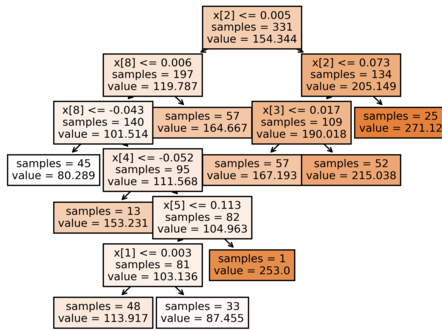 x[2] <= 0.005
samples = 331
value = 154.344
x[8] <= 0.006
samples = 197
value = 119.787
x[2] <= 0.073
samples = 134
value = 205.149
x[8] <= -0.043
samples = 140
value = 101.514
samples = 57
value = 164.667
x[3] <= 0.017
samples = 109
value = 190.018
samples = 25
value = 271.12
samples = 45
value = 80.289
x[4] <= -0.052
samples = 95
value = 111.568
samples = 57
value = 167.193
samples = 52
value = 215.038
samples = 13
value = 153.231
x[5] <= 0.113
samples = 82
value = 104.963
x[1] <= 0.003
samples = 81
value = 103.136
samples = 1
value = 253.0
samples = 48
value = 113.917
samples = 33
value = 87.455